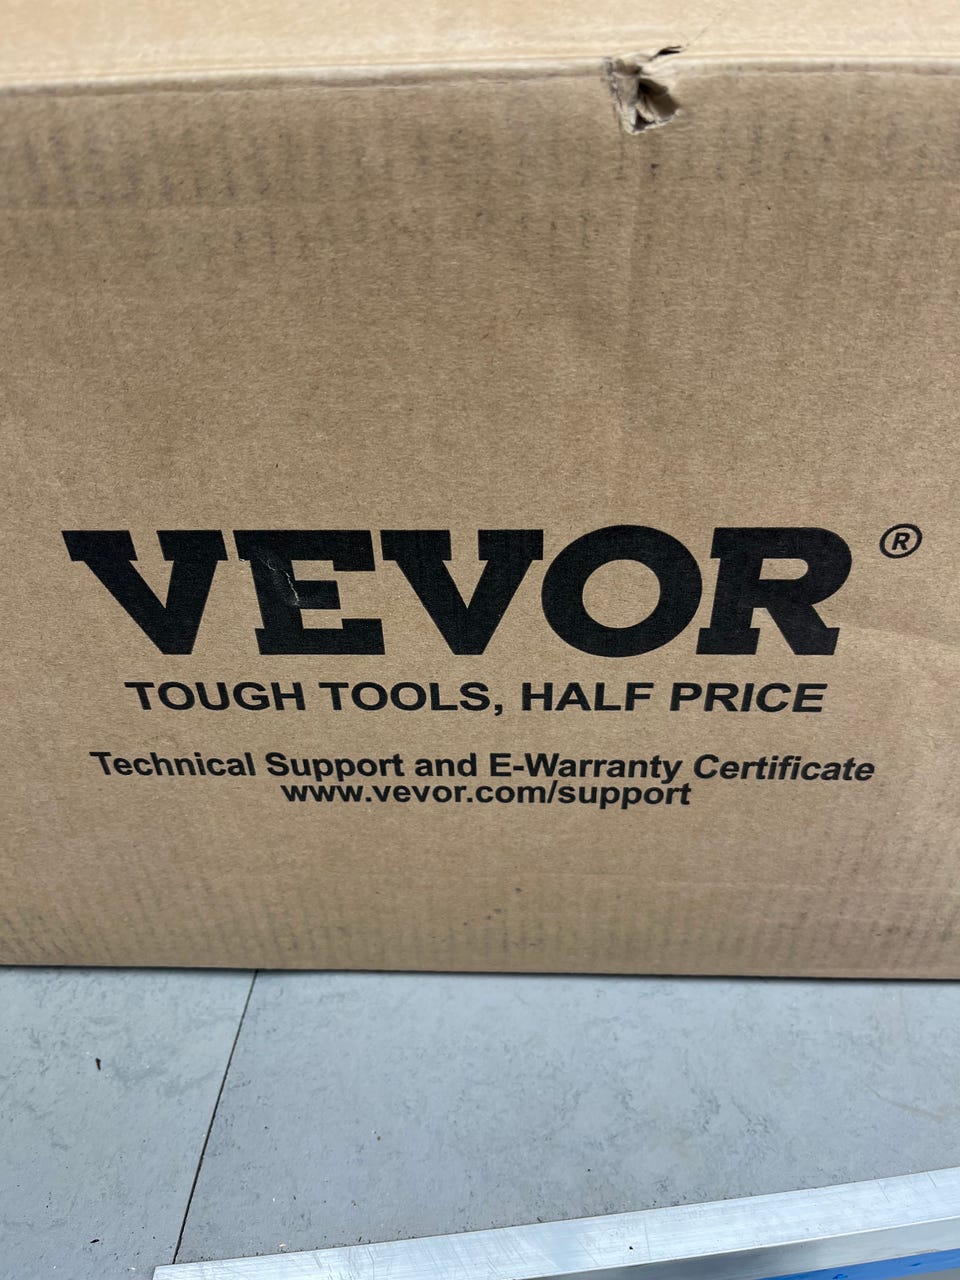 VEVOR®
TOUGH TOOLS, HALF PRICE
Technical Support and E-Warranty Certificate
www.vevor.com/support